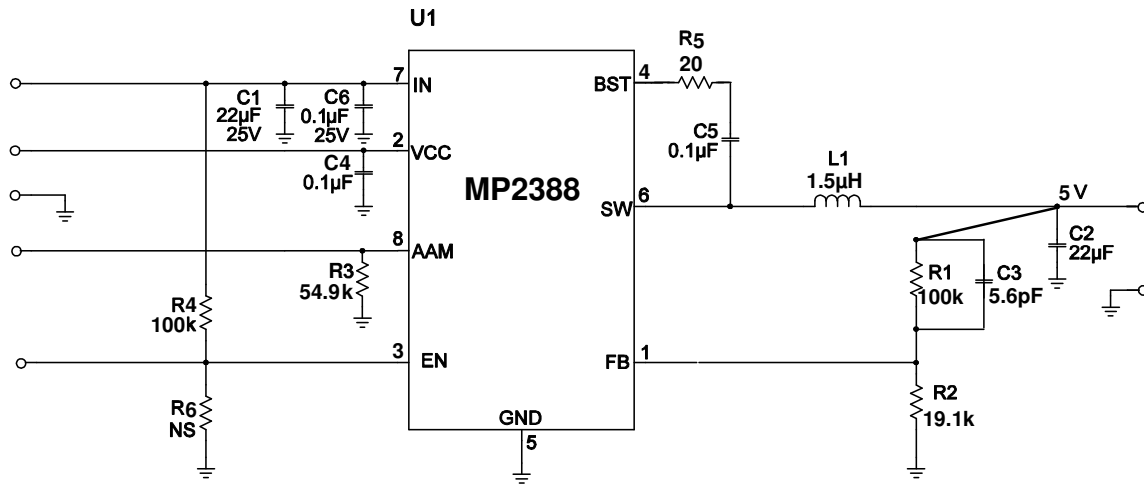 U1
7
IN
C1
22µF
25V
C6
0.1µF
25V
2
VCC
C4
0.1µF
8
AAM
R3
54.9k
R4
100k
3
EN
R6
NS
MP2388
GND
5
BST
4
R5
20
C5
0.1µF
SW
6
L1
1.5µH
5 V
C2
22µF
R1
100k
C3
5.6pF
FB
1
R2
19.1k